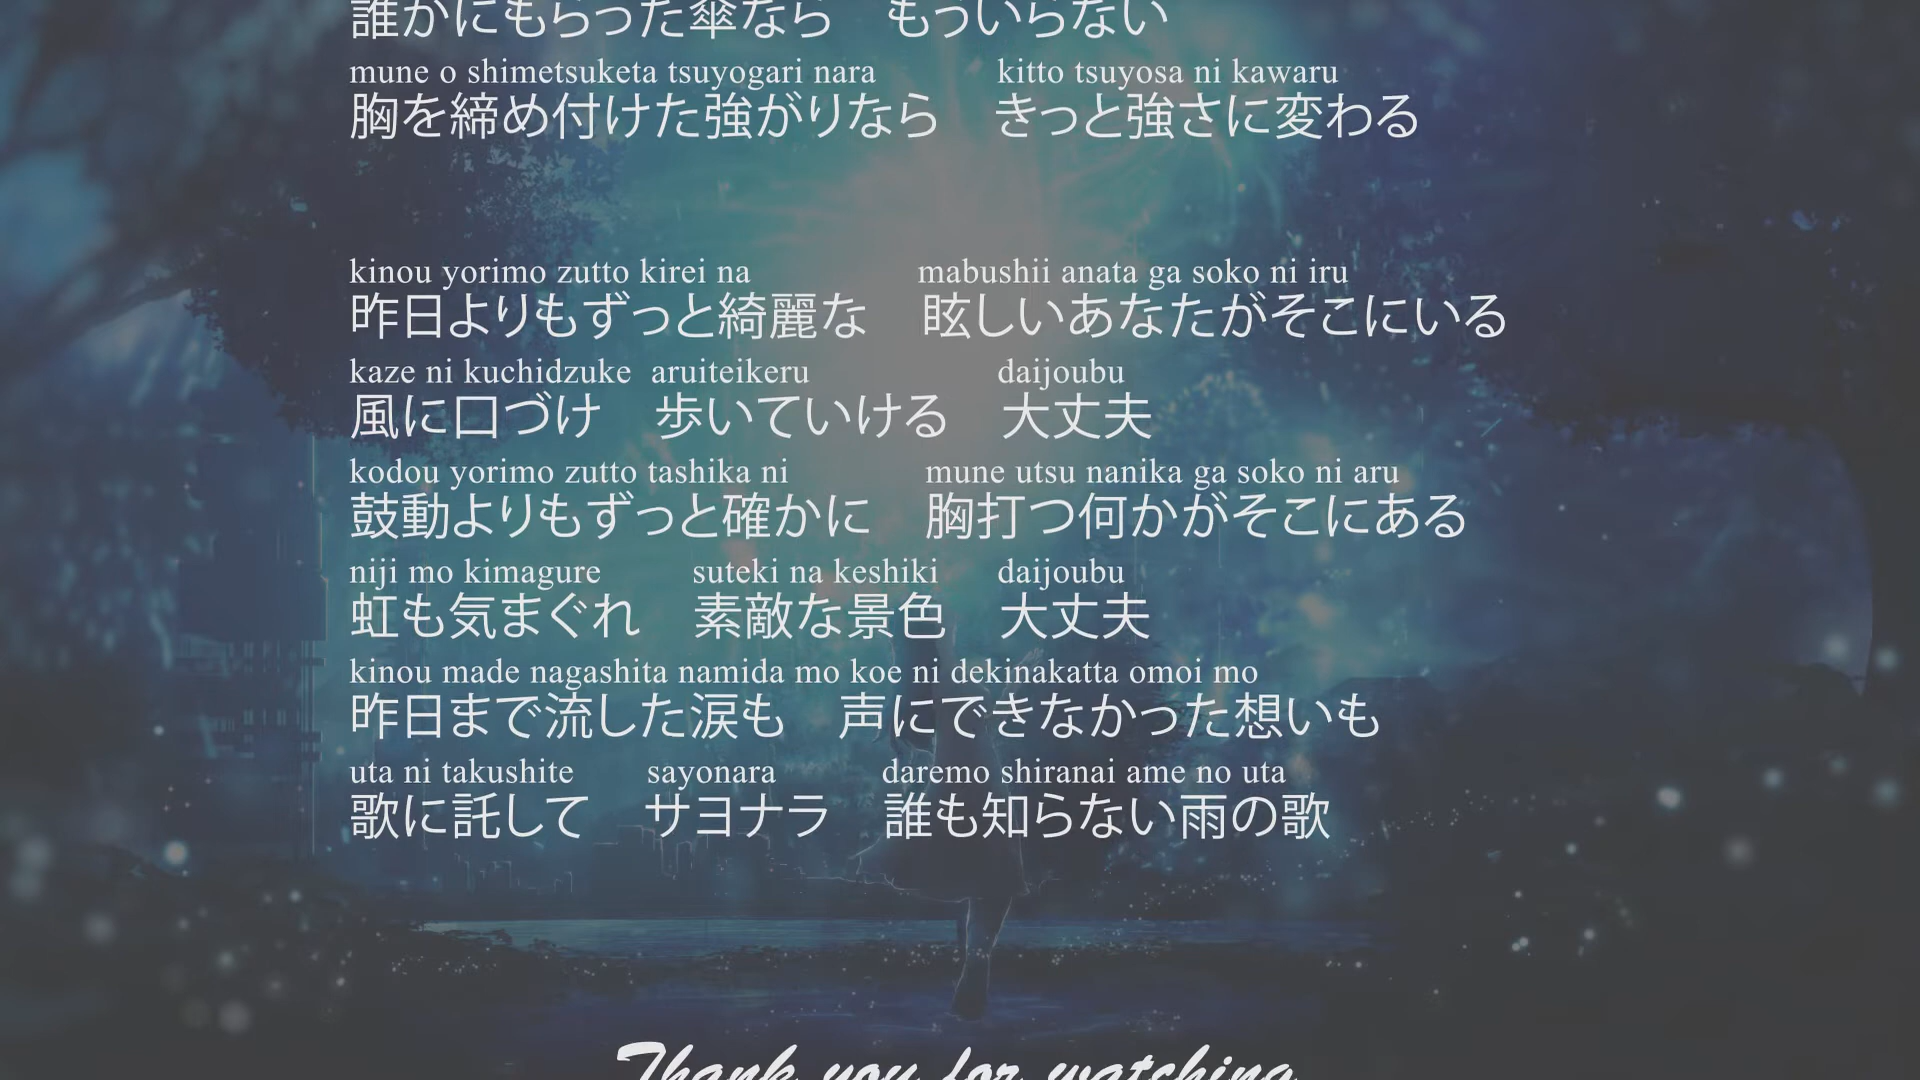 誰かにもらった傘なら　もういらない
mune o shimetsuketa tsuyogari nara　kitto tsuyosa ni kawaru
胸を締め付けた強がりなら　きっと強さに変わる
kinou yorimo zutto kirei na　mabushii anata ga soko ni iru
昨日よりもずっと綺麗な　眩しいあなたがそこにいる
kaze ni kuchidzuke　aruiteikeru　daijoubu
風に口づけ　歩いていける　大丈夫
kodou yorimo zutto tashika ni　mune utsu nanika ga soko ni aru
鼓動よりもずっと確かに　胸打つ何かがそこにある
niji mo kimagure　suteki na keshiki　daijoubu
虹も気まぐれ　素敵な景色　大丈夫
kinou made nagashita namida mo koe ni dekinakatta omoi mo
昨日まで流した涙も　声にできなかった想いも
uta ni takushite　sayonara　daremo shiranai ame no uta
歌に託して　サヨナラ　誰も知らない雨の歌
Thank you for watching